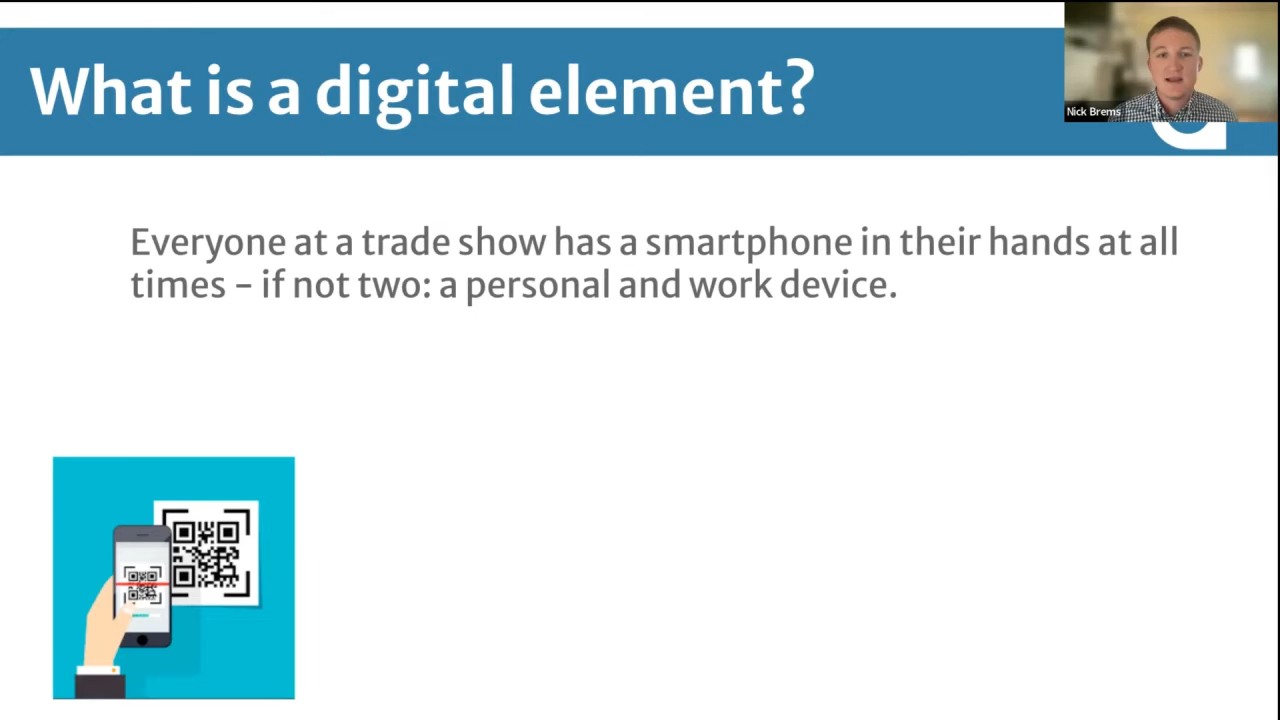 What is a digital element?
Nick Brems
Everyone at a trade show has a smartphone in their hands at all
times – if not two: a personal and work device.